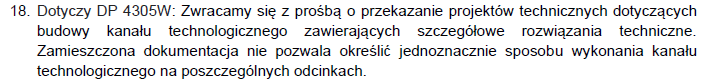 18. Dotyczy DP 4305W: Zwracamy się z prośbą o przekazanie projektów technicznych dotyczących
budowy kanału technologicznego zawierających szczegółowe rozwiązania techniczne.
Zamieszczona dokumentacja nie pozwala określić jednoznacznie sposobu wykonania kanału
technologicznego na poszczególnych odcinkach.